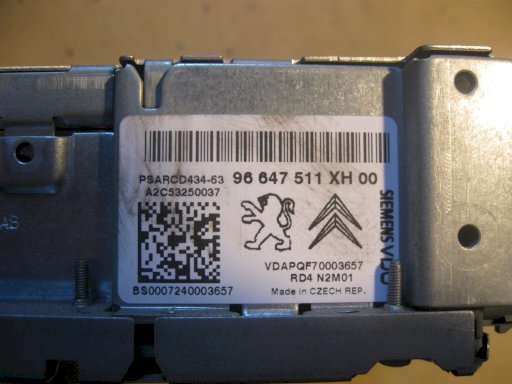 PSARCD434-63 96 647 511 XH 00
A2C53250037
SIEMENS VDO
VDAPQF70003657
RD4 N2M01
BS0007240003657 Made in CZECH REP.